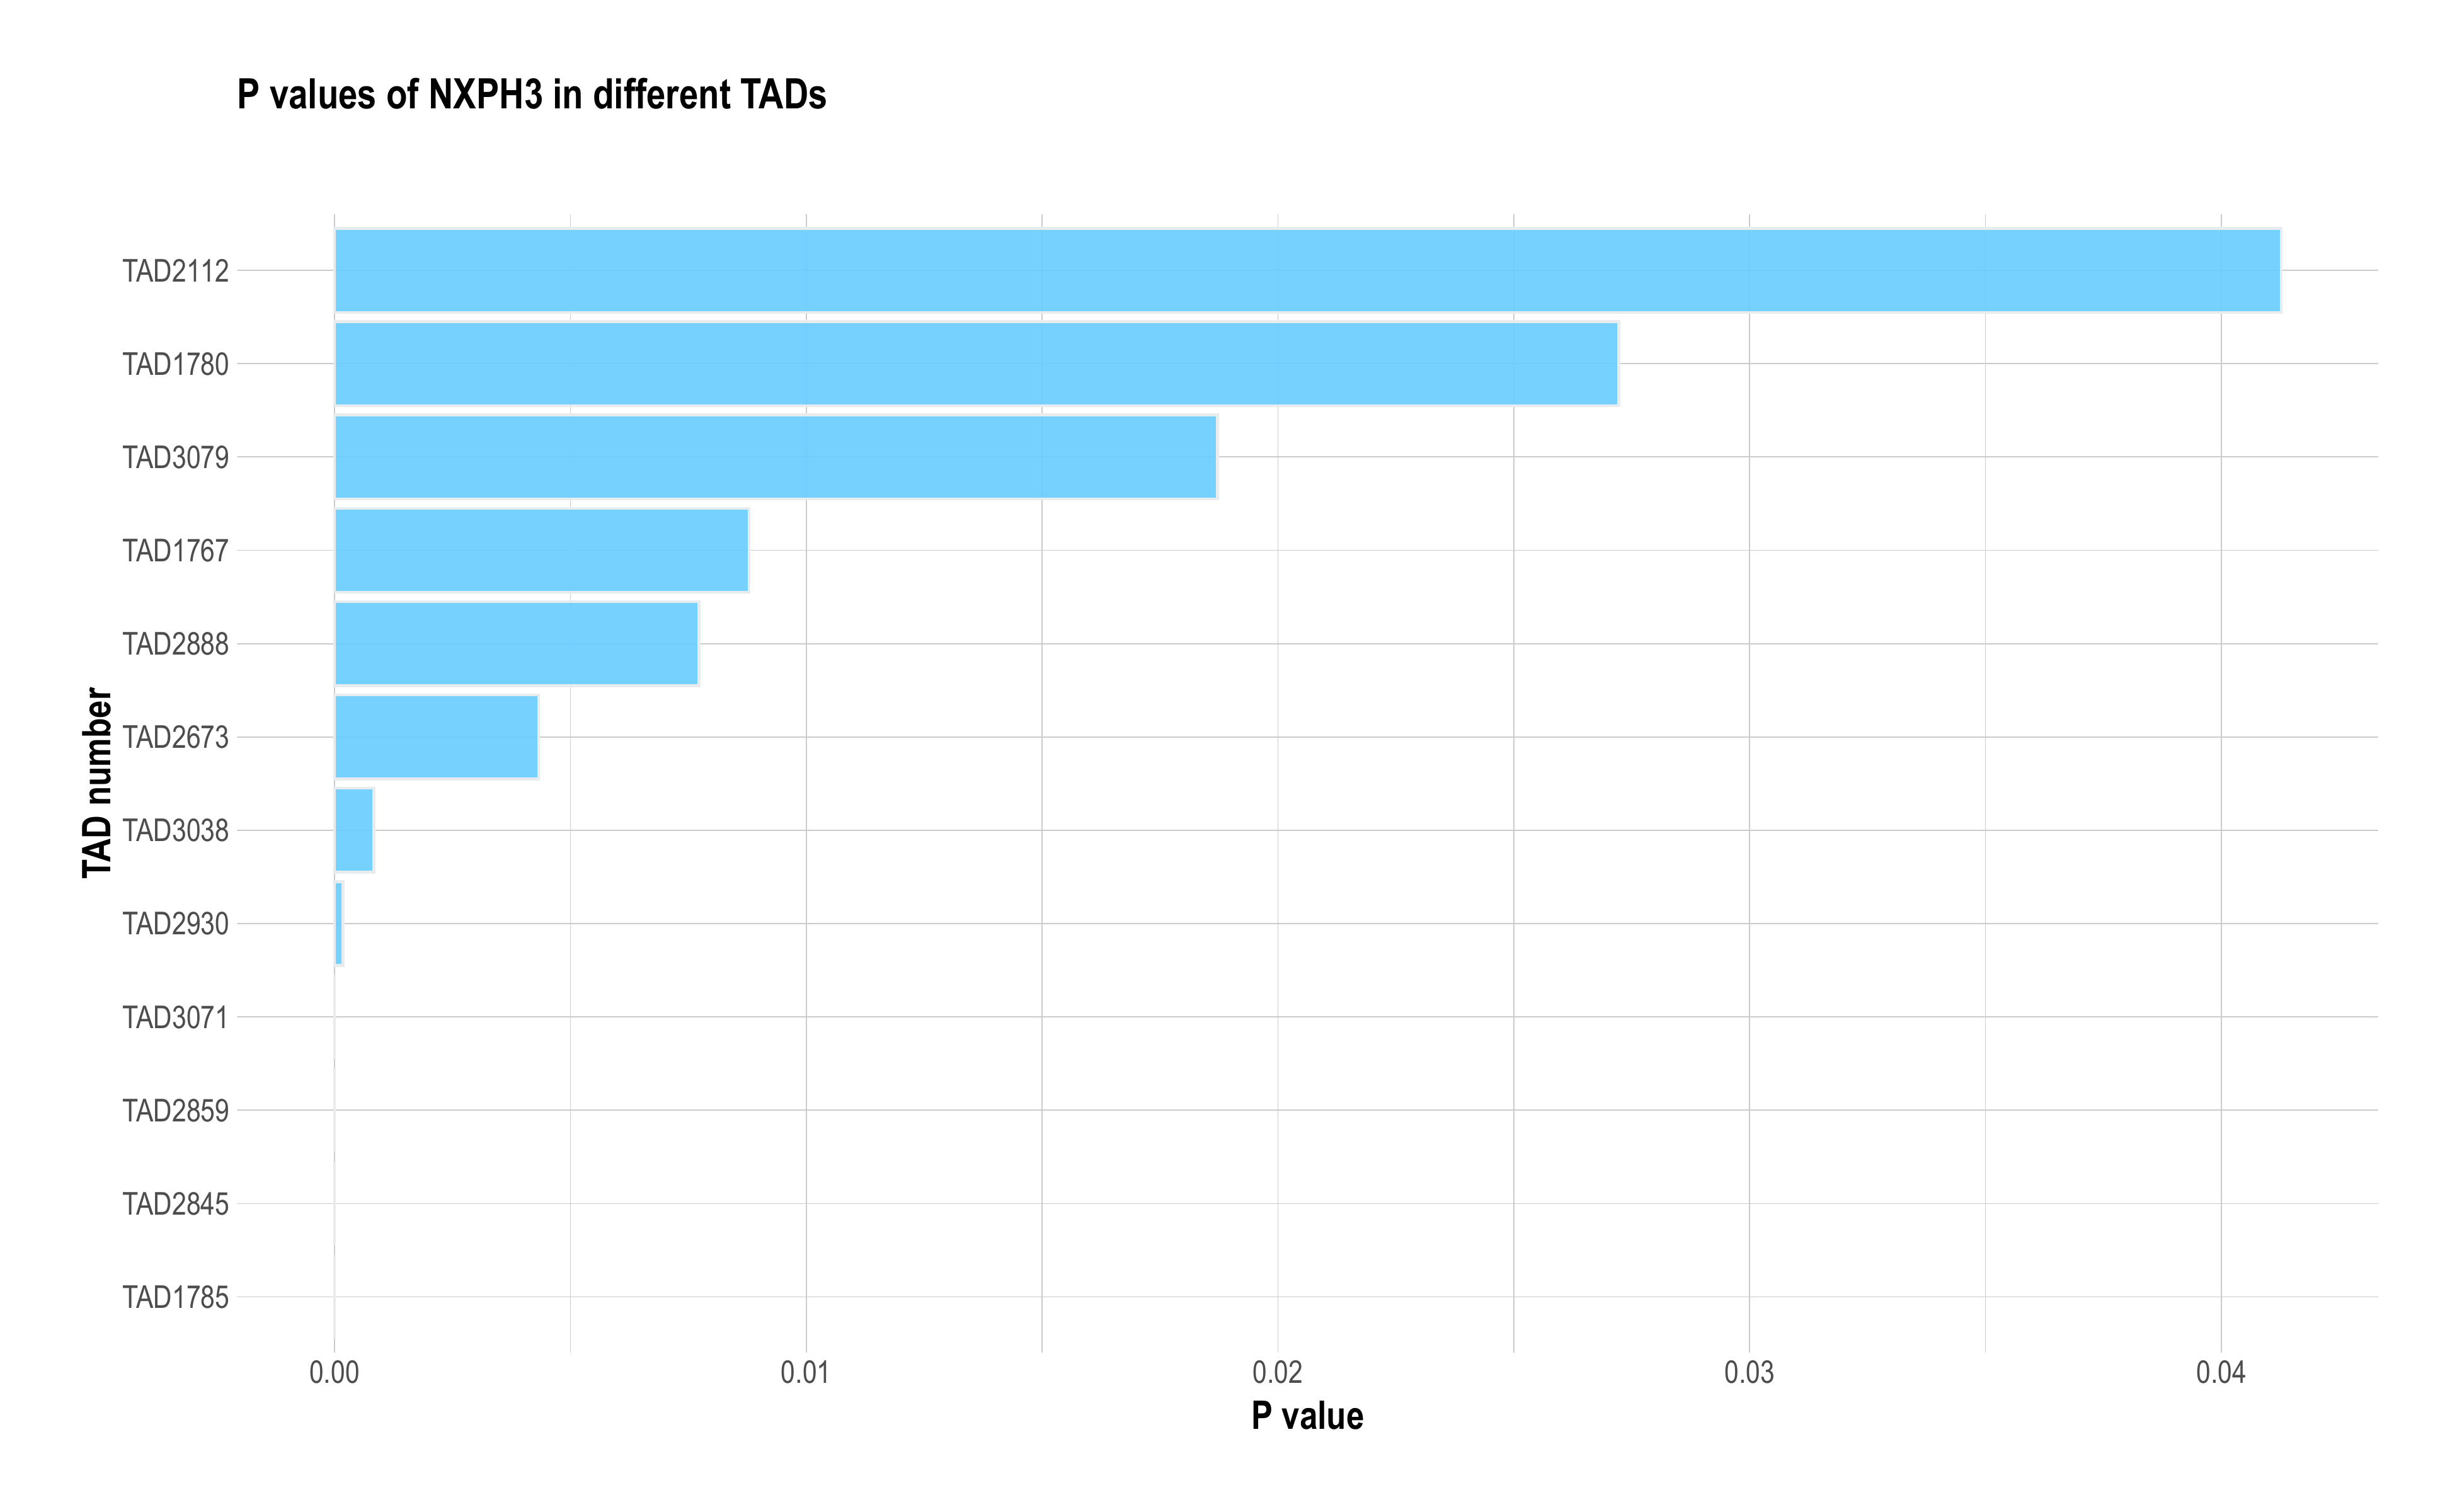 P values of NXPH3 in different TADs
TAD2112
TAD1780
TAD3079
TAD1767
TAD2888
TAD2673
TAD3038
TAD2930
TAD3071
TAD2859
TAD2845
TAD1785
TAD number
0.00 0.01 0.02 0.03 0.04
P value